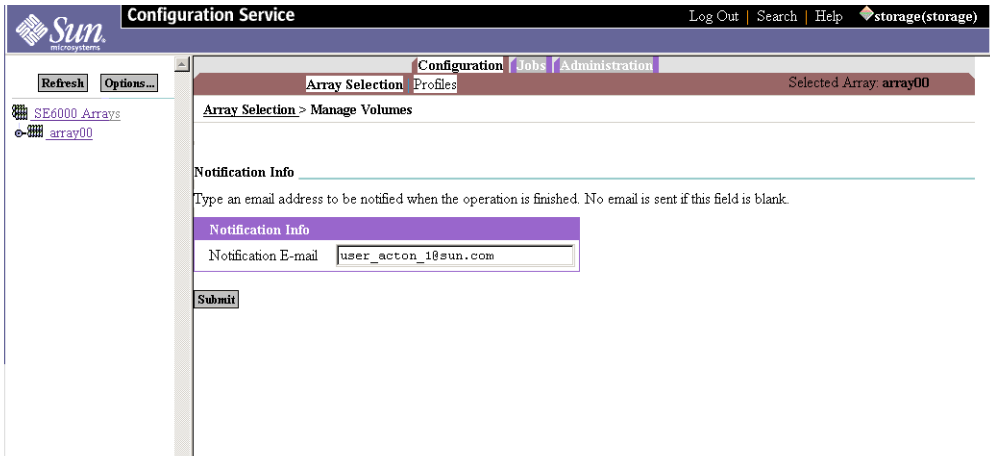 Sun
microsystems
Configuration Service
Log Out | Search | Help storage(storage)
Refresh Options...
SE6000 Arrays
array00
Configuration Jobs Administration
Array Selection | Profiles
Selected Array: array00
Array Selection > Manage Volumes
Notification Info
Type an email address to be notified when the operation is finished. No email is sent if this field is blank.
Notification Info
Notification E-mail user_acton_1@sun.com
Submit